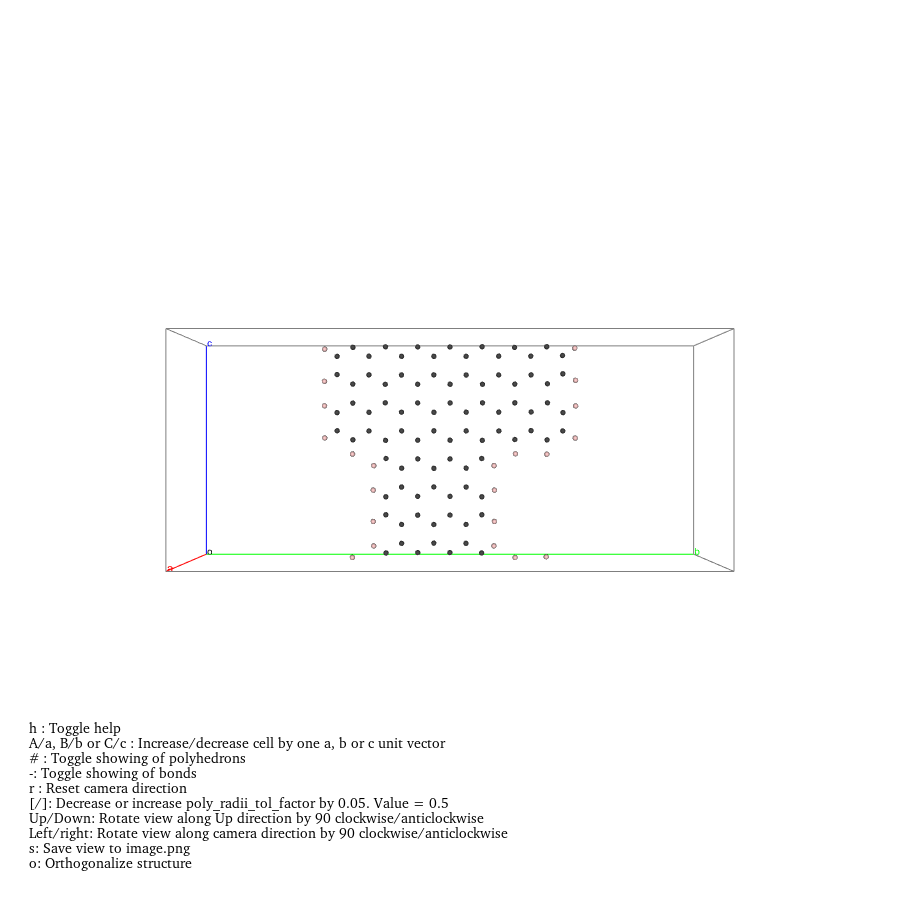 c
o
b
a
h : Toggle help
A/a, B/b or C/c : Increase/decrease cell by one a, b or c unit vector
# : Toggle showing of polyhedrons
-: Toggle showing of bonds
r : Reset camera direction
[/]: Decrease or increase poly_radii_tol_factor by 0.05. Value = 0.5
Up/Down: Rotate view along Up direction by 90 clockwise/anticlockwise
Left/right: Rotate view along camera direction by 90 clockwise/anticlockwise
s: Save view to image.png
o: Orthogonalize structure